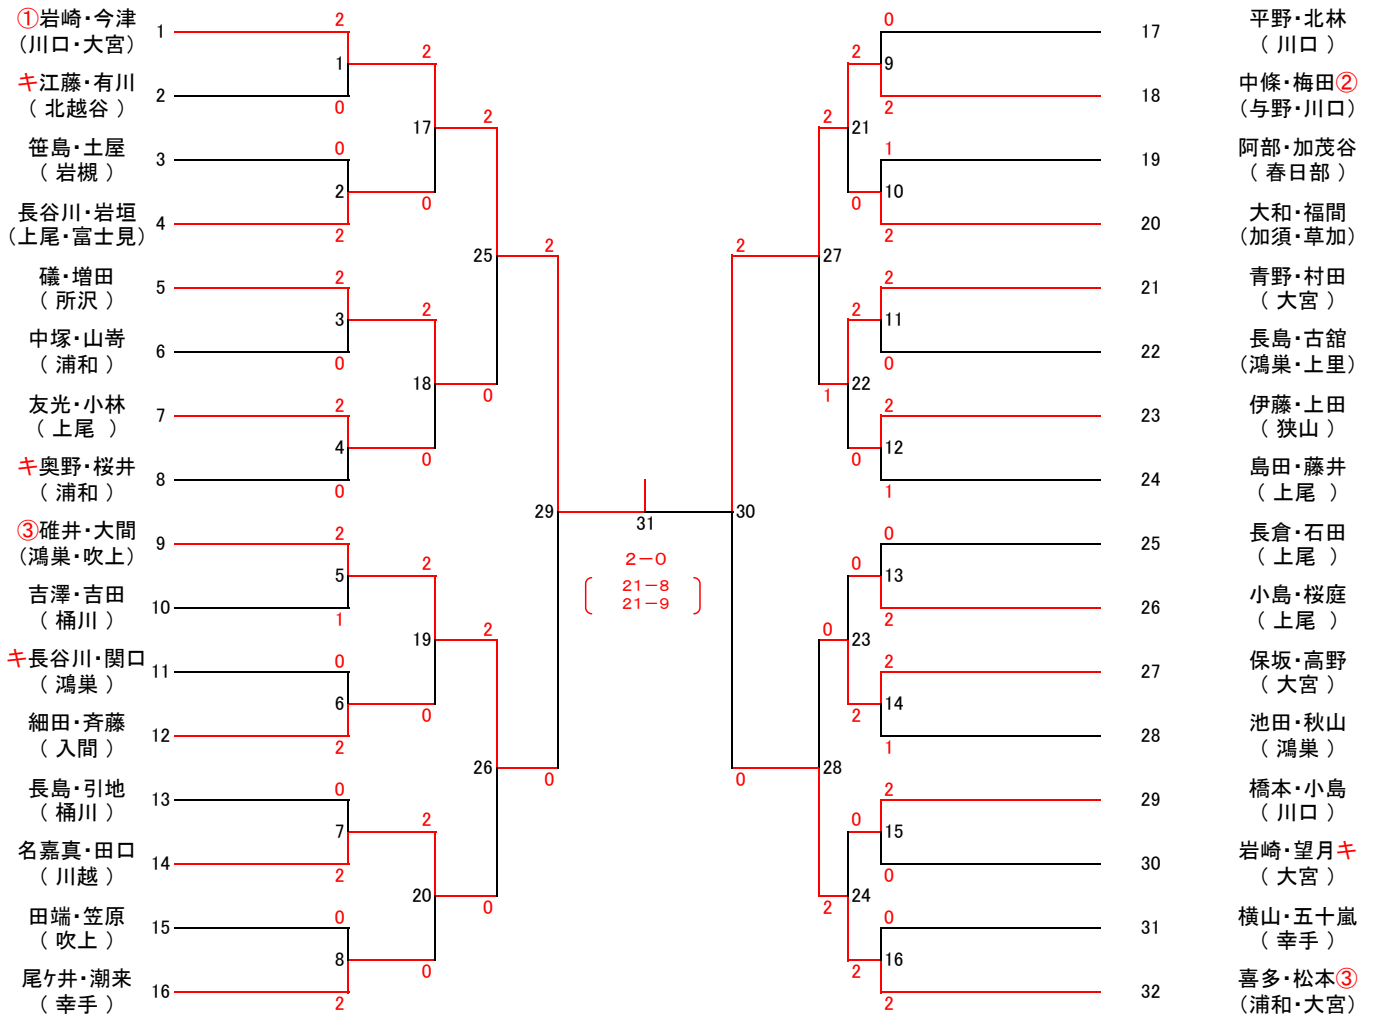 ①岩崎・今津 1 2
(川口・大宮)
1
キ江藤・有川 2 0
( 北越谷 )
17 2
笹島・土屋 3 0
( 岩槻 )
2 0
長谷川・岩垣 4 2
(上尾・富士見)
25 2
礒・増田 5 2
( 所沢 )
3 2
中塚・山嵜 6 0
( 浦和 )
18 0
友光・小林 7 2
( 上尾 )
4 0
キ奥野・桜井 8 0
( 浦和 )
29 2
③碓井・大間 9 2
(鴻巣・吹上)
5 2
吉澤・吉田 10 1
( 桶川 )
19 2
キ長谷川・関口 11 0
( 鴻巣 )
6 0
細田・斉藤 12 2
( 入間 )
26 0
長島・引地 13 0
( 桶川 )
7 2
名嘉真・田口 14 2
( 川越 )
20 0
田端・笠原 15 0
( 吹上 )
8 0
尾ケ井・潮来 16 2
( 幸手 )
31
2－0
21－8
21－9
0 17 平野・北林
( 川口 )
2 9
2 18 中條・梅田②
(与野・川口)
2 21
1 19 阿部・加茂谷
( 春日部 )
0 10
2 20 大和・福間
(加須・草加)
2 27
2 21 青野・村田
( 大宮 )
2 11
0 22 長島・古舘
(鴻巣・上里)
1 22
2 23 伊藤・上田
( 狭山 )
0 12
1 24 島田・藤井
( 上尾 )
30
0 25 長倉・石田
( 上尾 )
0 13
2 26 小島・桜庭
( 上尾 )
0 23
2 27 保坂・高野
( 大宮 )
2 14
1 28 池田・秋山
( 鴻巣 )
0 28
2 29 橋本・小島
( 川口 )
0 15
0 30 岩崎・望月キ
( 大宮 )
2 24
0 31 横山・五十嵐
( 幸手 )
2 16
2 32 喜多・松本③
(浦和・大宮)